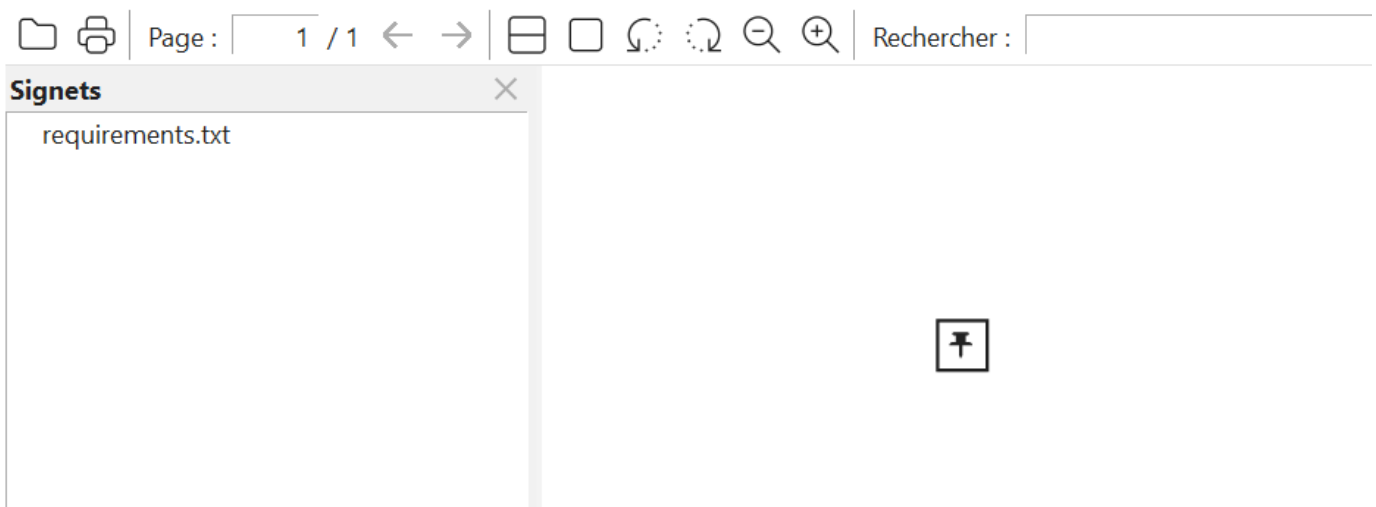 Page : 1 / 1 Rechercher :
Signets
requirements.txt